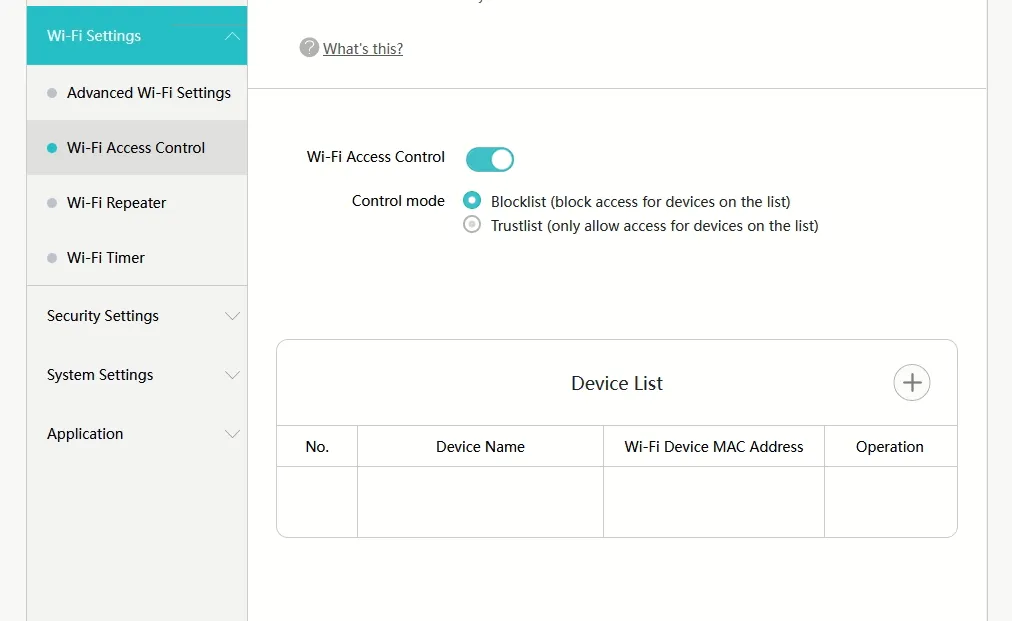 Wi-Fi Settings
What's this?
Advanced Wi-Fi Settings
Wi-Fi Access Control
Wi-Fi Repeater
Wi-Fi Timer
Security Settings
System Settings
Application
Wi-Fi Access Control
Control mode
Blocklist (block access for devices on the list)
Trustlist (only allow access for devices on the list)
Device List
No. Device Name Wi-Fi Device MAC Address Operation